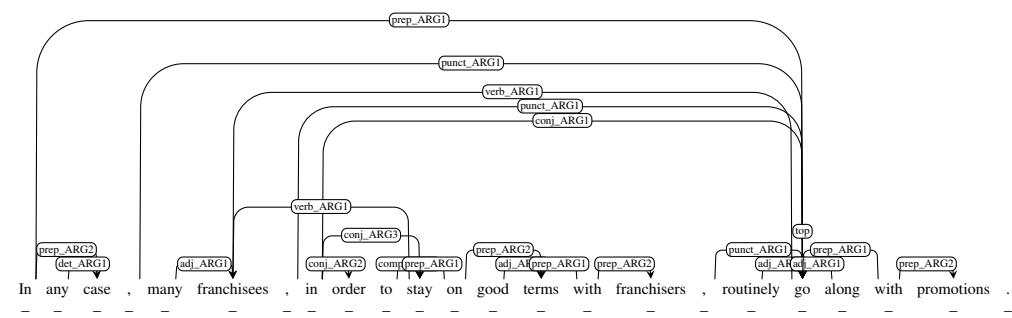 prep_ARG1
punct_ARG1
verb_ARG1
punct_ARG1
conj_ARG1
verb_ARG1
top
conj_ARG3
prep_ARG2 prep_ARG2 punct_ARG1 prep_ARG1
det_ARG1 adj_ARG1 conj_ARG2 prep_ARG1 prep_ARG1 prep_ARG2 adj_ARG1 prep_ARG2
In any case , many franchisees , in order to stay on good terms with franchisers , routinely go along with promotions .
_ _ _ _ _ _ _ _ _ _ _ _ _ _ _ _ _ _ _ _ _ _ _